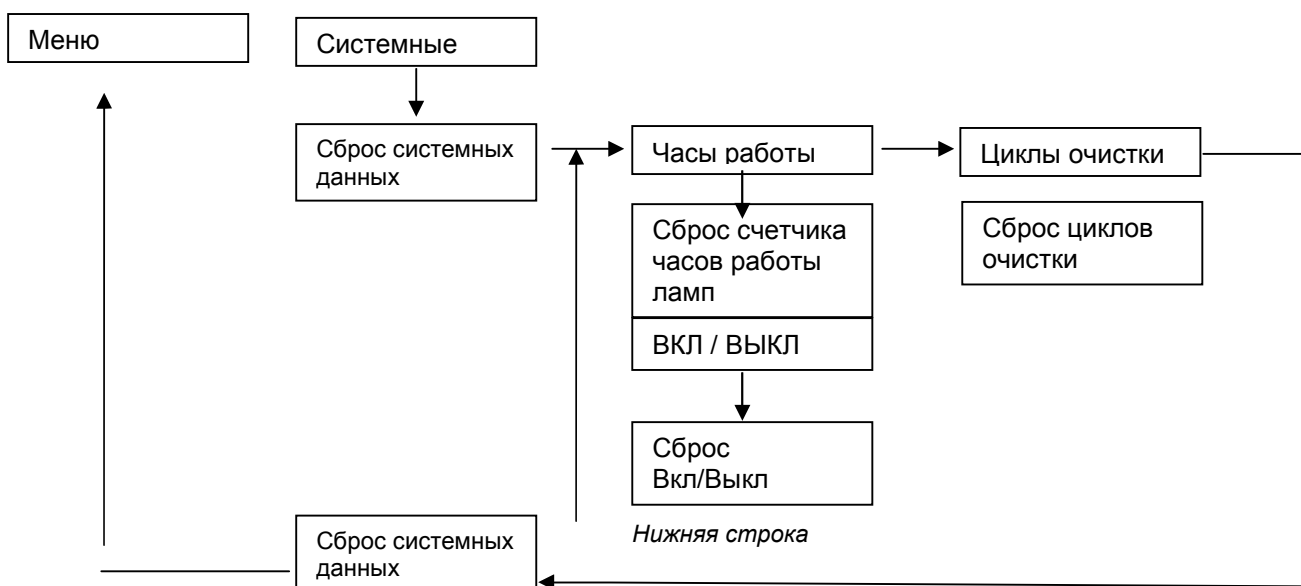 Меню
Системные
Сброс системных
данных
Часы работы
Циклы очистки
Сброс счетчика
часов работы
ламп
Сброс циклов
очистки
ВКЛ / ВЫКЛ
Сброс
Вкл/Выкл
Нижняя строка
Сброс системных
данных